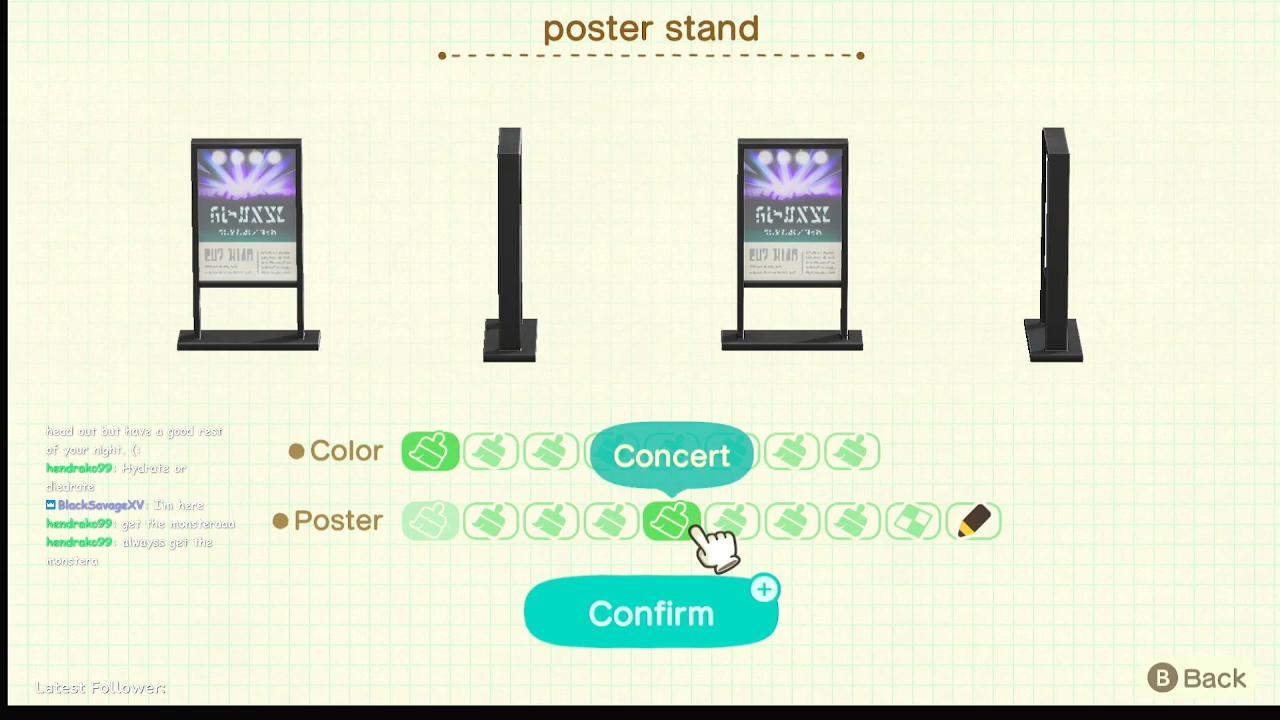 poster stand
head out but have a good rest
of your night. (:
hendrako99: Hydrate or
diedrate
BlackSavageXV: I'm here
hendrako99: get the monsteraaa
hendrako99: alwayss get the
monstera
Color
Concert
Poster
Confirm
B Back
Latest Follower: